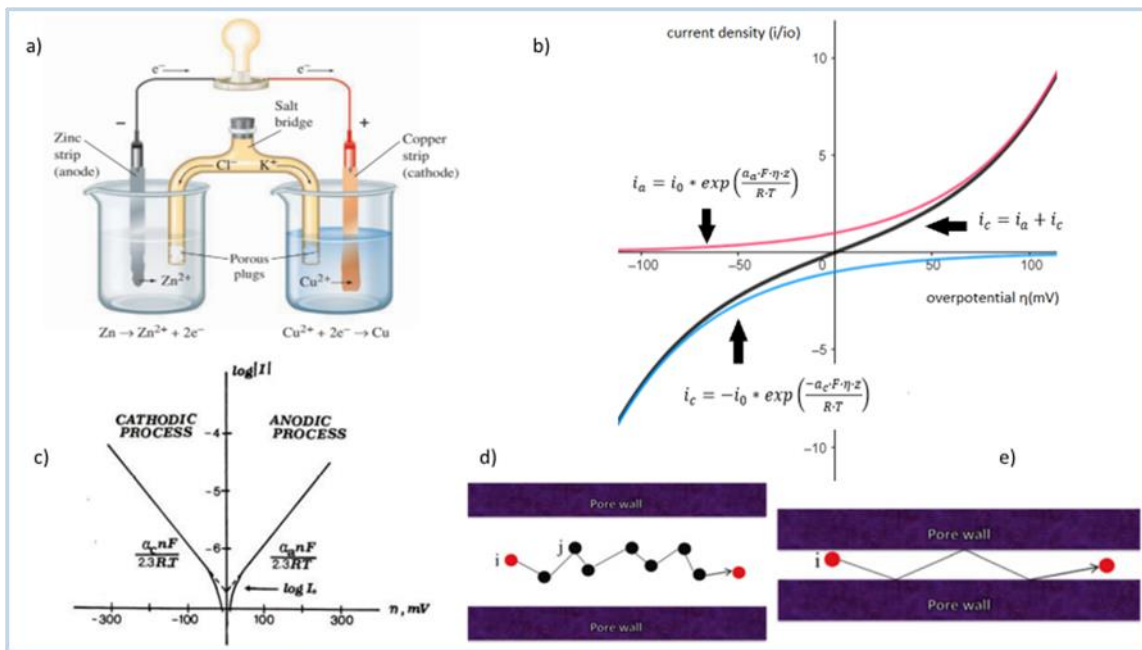 a)
e⁻
e⁻
Salt
bridge
−
+
Zinc
strip
(anode)
Cl⁻
K⁺
Copper
strip
(cathode)
Porous
plugs
Zn²⁺
Cu²⁺
Zn → Zn²⁺ + 2e⁻
Cu²⁺ + 2e⁻ → Cu
b)
current density (i/io)
10
5
−5
−10
−100
−50
0
50
100
overpotential η(mV)
i_a = i_0 * exp(a_a·F·η·z / R·T)
i_c = i_a + i_c
i_c = −i_0 * exp(−a_c·F·η·z / R·T)
c)
log|I|
CATHODIC
PROCESS
ANODIC
PROCESS
-4
-5
-6
α_c nF
2.3RT
α_a nF
2.3RT
log I₀
-300
-100
0
100
300
η, mV
d)
Pore wall
i
j
Pore wall
e)
Pore wall
i
Pore wall